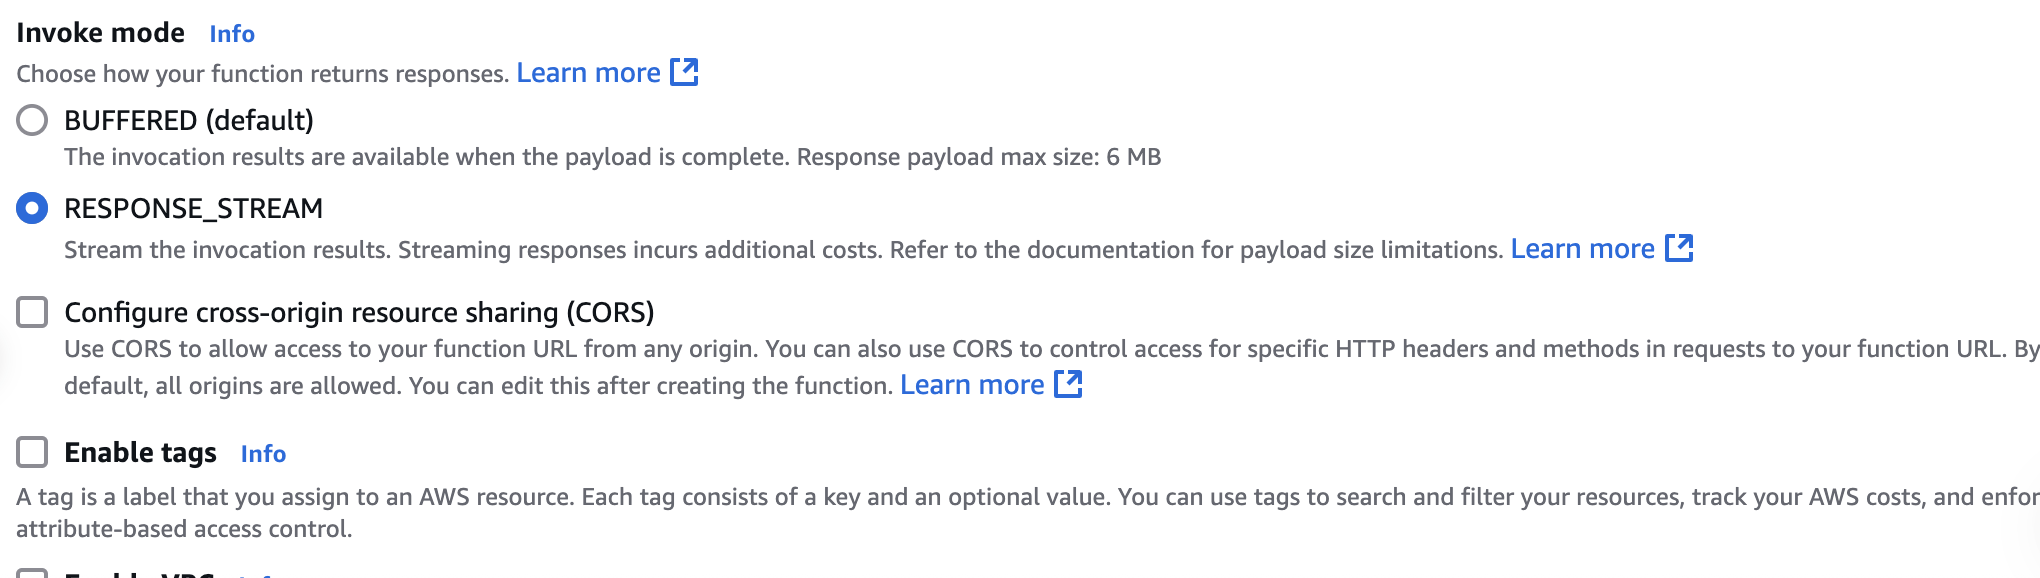 Invoke mode Info
Choose how your function returns responses. Learn more
BUFFERED (default)
The invocation results are available when the payload is complete. Response payload max size: 6 MB
RESPONSE_STREAM
Stream the invocation results. Streaming responses incurs additional costs. Refer to the documentation for payload size limitations. Learn more
Configure cross-origin resource sharing (CORS)
Use CORS to allow access to your function URL from any origin. You can also use CORS to control access for specific HTTP headers and methods in requests to your function URL. By
default, all origins are allowed. You can edit this after creating the function. Learn more
Enable tags Info
A tag is a label that you assign to an AWS resource. Each tag consists of a key and an optional value. You can use tags to search and filter your resources, track your AWS costs, and enfor
attribute-based access control.